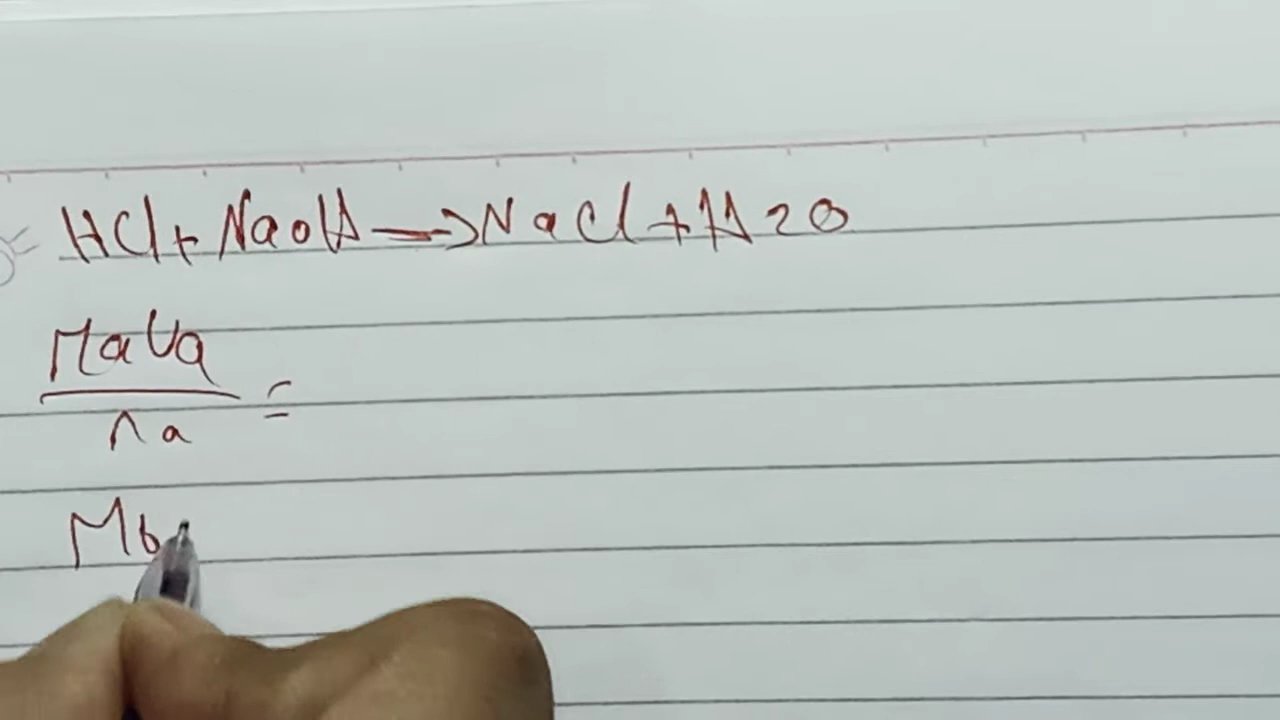 HCl + NaOH → NaCl + H2O
MaVa
na =
Mb